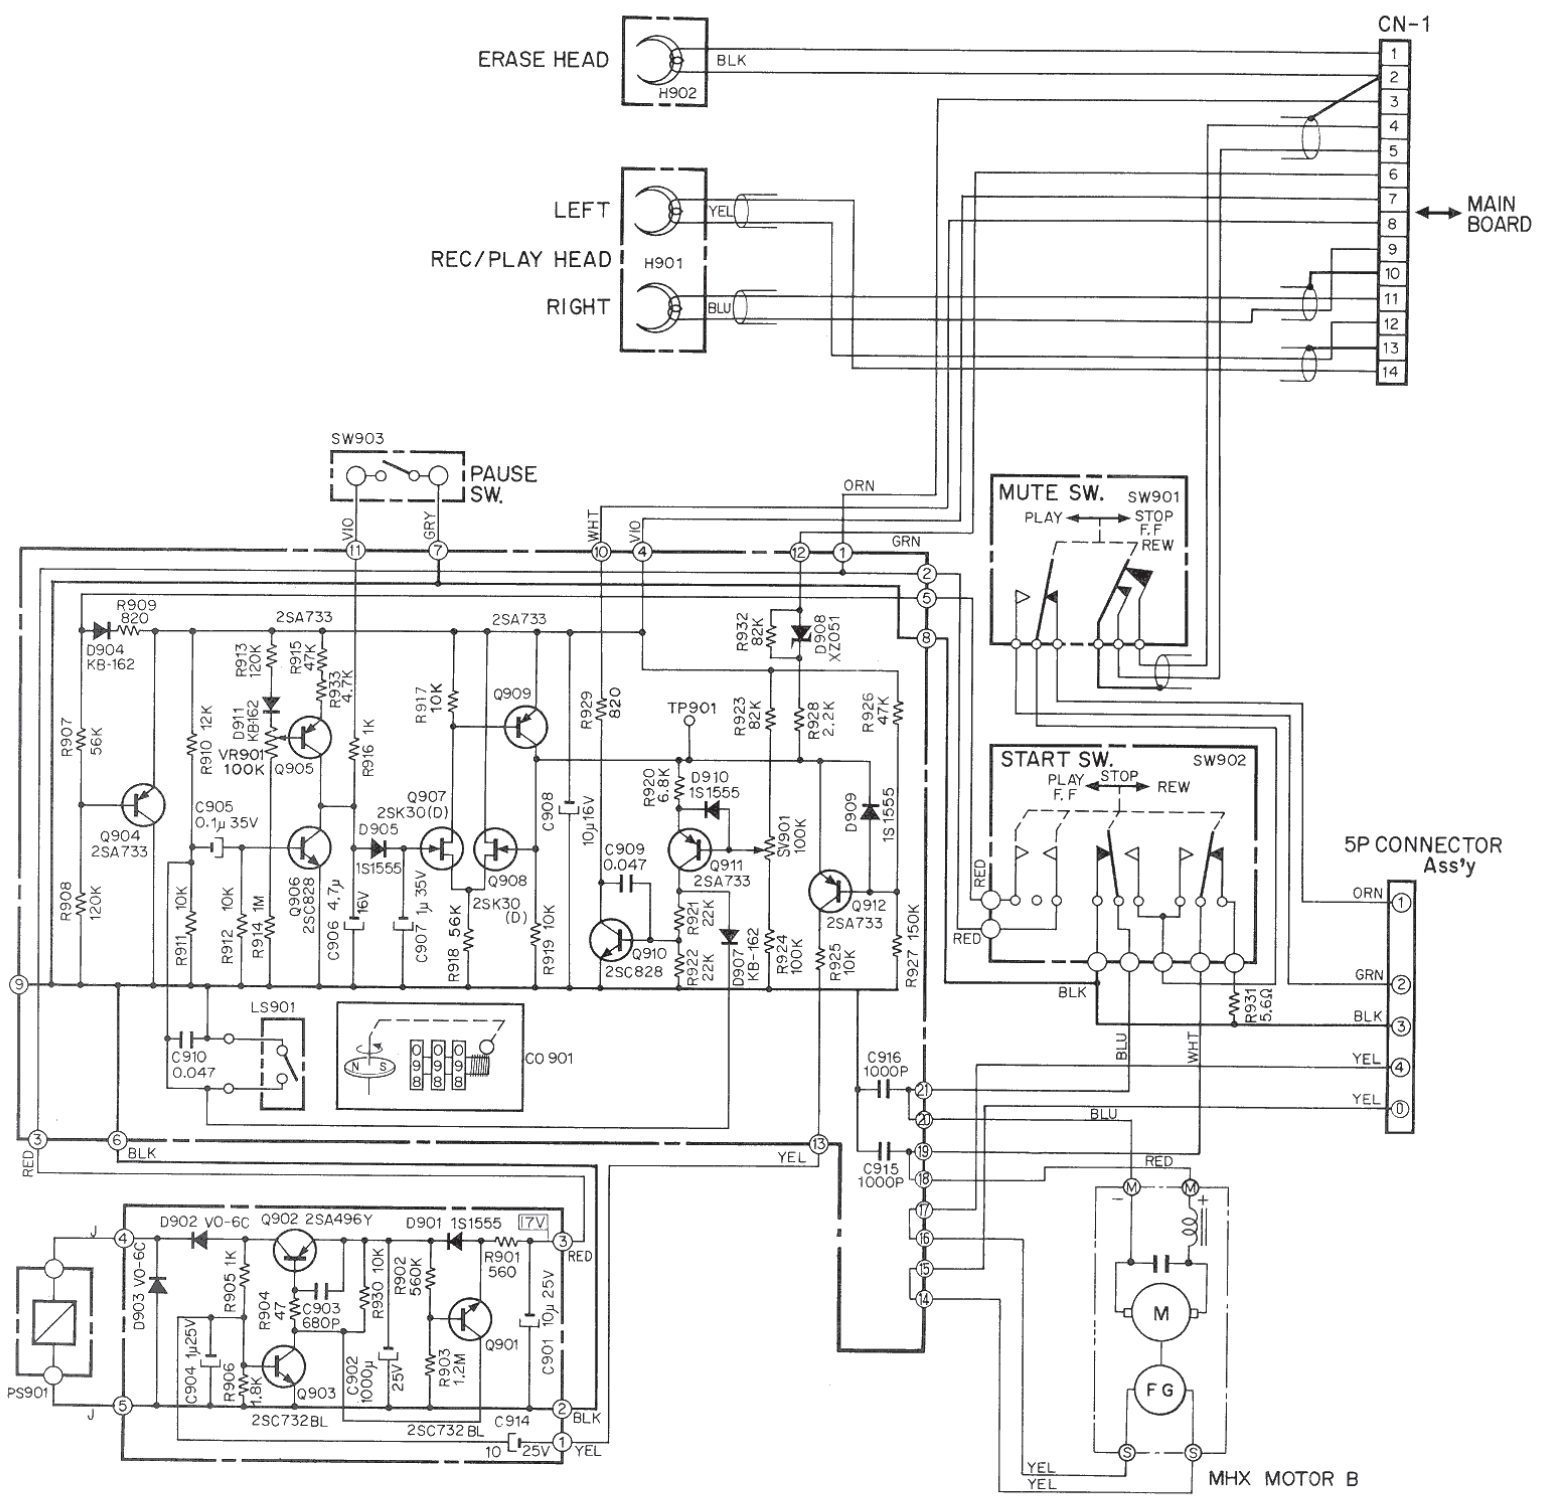 CN-1
ERASE HEAD
BLK
H902
1
2
3
4
5
6
7
8
9
10
11
12
13
14
MAIN
BOARD
LEFT
YEL
REC/PLAY HEAD
H901
RIGHT
BLU
SW903
PAUSE
SW.
VIO
GRY
WHT
VIO
ORN
GRN
11
7
10
4
12
1
2
5
8
MUTE SW.
SW901
PLAY
STOP
F.F
REW
R909
820
D904
KB-162
2SA733
2SA733
R913
120K
R915
47K
R933
4.7K
D911
KB162
VR901
100K
Q905
R907
56K
R910 12K
R916 1K
R917
10K
Q909
R929
820
TP901
R932
82K
D908
XZ051
R923
82K
R928
2.2K
R926
47K
START SW.
SW902
PLAY
F.F
STOP
REW
Q904
2SA733
C905
0.1μ 35V
Q907
2SK30(D)
D905
1S1555
Q908
2SK30
(D)
C908
10μ16V
R920
6.8K
D910
1S1555
SV901
100K
D909
1S1555
C909
0.047
Q911
2SA733
Q912
2SA733
R908
120K
R911
10K
R912
10K
R914 1M
Q906
2SC828
C906 4.7μ
16V
C907 1μ 35V
R918 56K
R919 10K
Q910
2SC828
R921
22K
R922
22K
D907
KB-162
R924
100K
R925
10K
R927 150K
RED
RED
5P CONNECTOR
Ass'y
ORN
1
GRN
2
BLK
3
YEL
4
YEL
0
BLK
R931
5.6Ω
BLU
WHT
9
LS901
C910
0.047
N S
098
098
098
CO901
C916
1000P
C915
1000P
21
20
19
18
17
16
15
14
BLU
RED
3
6
13
RED
BLK
YEL
M
M
−
+
M
FG
S
S
YEL
YEL
MHX MOTOR B
D902 VO-6C
Q902 2SA496Y
D901 1S1555
17V
J
4
3
RED
D903 VO-6C
R905 1K
R904
47
C903
680P
R930 10K
R902
560K
R901
560
Q901
C901 10μ 25V
C904 1μ25V
R906
1.8K
Q903
C902
1000μ
25V
R903
1.2M
PS901
J
5
2
BLK
2SC732BL
2SC732BL
C914
10
25V
1
YEL